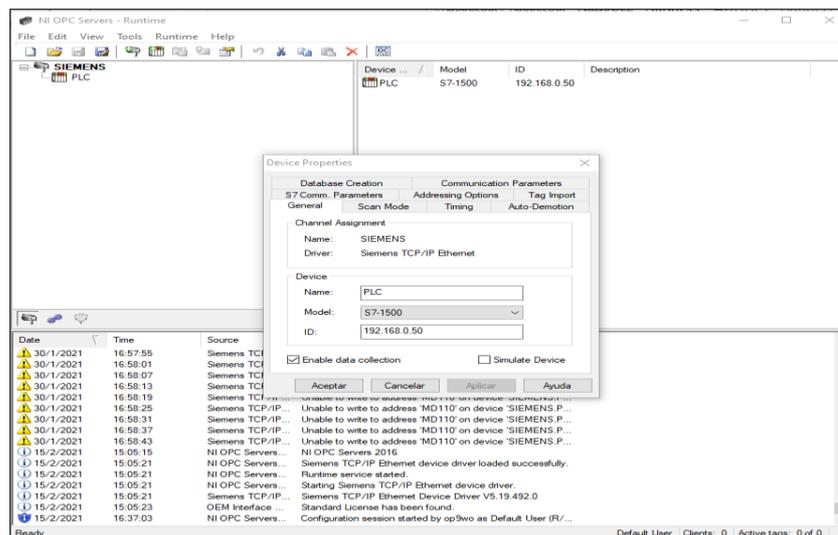 NI OPC Servers - Runtime
File Edit View Tools Runtime Help
SIEMENS
PLC
Device ... / Model ID Description
PLC S7-1500 192.168.0.50
Device Properties
Database Creation Communication Parameters
S7 Comm. Parameters Addressing Options Tag Import
General Scan Mode Timing Auto-Demotion
Channel Assignment
Name: SIEMENS
Driver: Siemens TCP/IP Ethernet
Device
Name: PLC
Model: S7-1500
ID: 192.168.0.50
Enable data collection Simulate Device
Aceptar Cancelar Aplicar Ayuda
Date Time Source
30/1/2021 16:57:55 Siemens TCF
30/1/2021 16:58:01 Siemens TCF
30/1/2021 16:58:07 Siemens TCF
30/1/2021 16:58:13 Siemens TCF
30/1/2021 16:58:19 Siemens TCP/IP... Unable to write to address 'MD110' on device 'SIEMENS.P...
30/1/2021 16:58:25 Siemens TCP/IP... Unable to write to address 'MD110' on device 'SIEMENS.P...
30/1/2021 16:58:31 Siemens TCP/IP... Unable to write to address 'MD110' on device 'SIEMENS.P...
30/1/2021 16:58:37 Siemens TCP/IP... Unable to write to address 'MD110' on device 'SIEMENS.P...
30/1/2021 16:58:43 Siemens TCP/IP... Unable to write to address 'MD110' on device 'SIEMENS.P...
15/2/2021 15:05:15 NI OPC Servers... NI OPC Servers 2016
15/2/2021 15:05:21 NI OPC Servers... Siemens TCP/IP Ethernet device driver loaded successfully.
15/2/2021 15:05:21 NI OPC Servers... Runtime service started.
15/2/2021 15:05:21 NI OPC Servers... Starting Siemens TCP/IP Ethernet device driver.
15/2/2021 15:05:21 Siemens TCP/IP... Siemens TCP/IP Ethernet Device Driver V5.19.492.0
15/2/2021 15:05:23 OEM Interface ... Standard License has been found.
15/2/2021 16:37:03 NI OPC Servers... Configuration session started by op9wo as Default User (R/...
Ready Default User Clients: 0 Active tags: 0 of 0